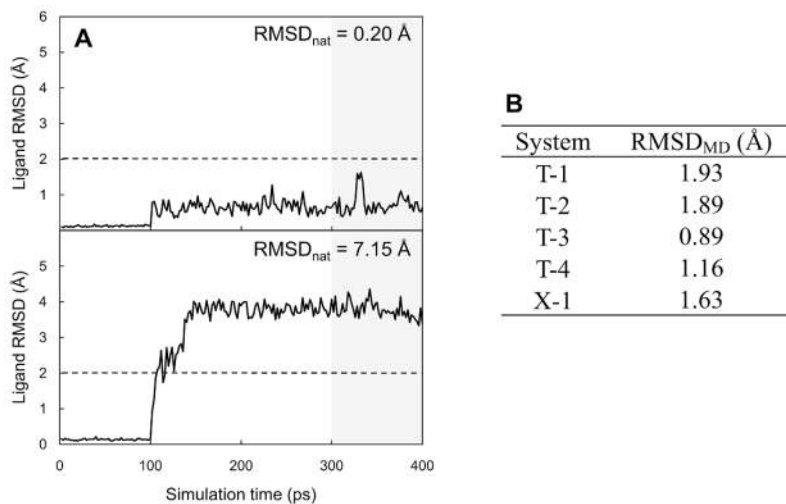 A
RMSDnat = 0.20 Å
Ligand RMSD (Å)
6
5
4
3
2
1
RMSDnat = 7.15 Å
Ligand RMSD (Å)
5
4
3
2
1
0
0 100 200 300 400
Simulation time (ps)
B
System RMSDMD (Å)
T-1 1.93
T-2 1.89
T-3 0.89
T-4 1.16
X-1 1.63